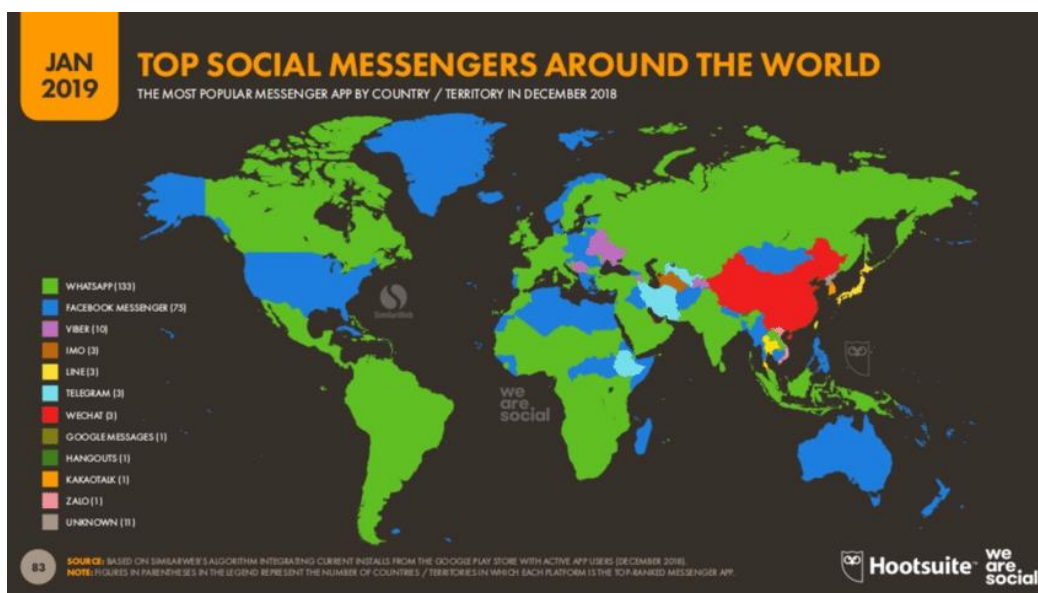 JAN
2019
TOP SOCIAL MESSENGERS AROUND THE WORLD
THE MOST POPULAR MESSENGER APP BY COUNTRY / TERRITORY IN DECEMBER 2018
WHATSAPP (133)
FACEBOOK MESSENGER (75)
VIBER (10)
IMO (3)
LINE (3)
TELEGRAM (3)
WECHAT (3)
GOOGLE MESSAGES (1)
HANGOUTS (1)
KAKAOTALK (1)
ZALO (1)
UNKNOWN (11)
SimilarWeb
we
are
social
83
SOURCE: BASED ON SIMILARWEB'S ALGORITHM INTEGRATING CURRENT INSTALLS FROM THE GOOGLE PLAY STORE WITH ACTIVE APP USERS (DECEMBER 2018).
NOTE: FIGURES IN PARENTHESES IN THE LEGEND REPRESENT THE NUMBER OF COUNTRIES / TERRITORIES IN WHICH EACH PLATFORM IS THE TOP-RANKED MESSENGER APP.
Hootsuite™
we
are
social